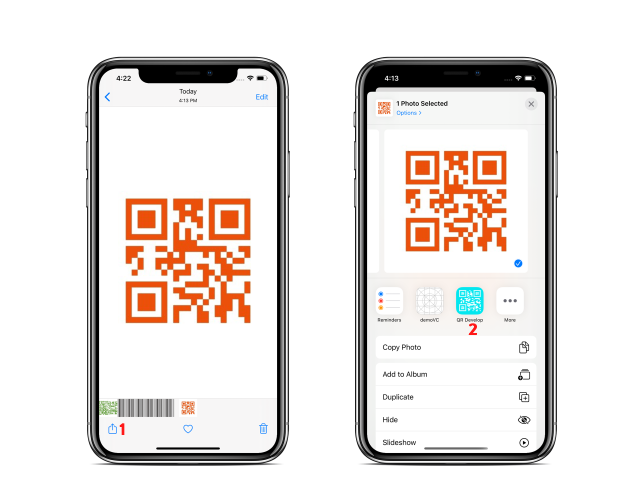 4:22
Today
4:13 PM
Edit
1
4:13
1 Photo Selected
Options
Reminders
demoVC
QR Develop
More
2
Copy Photo
Add to Album
Duplicate
Hide
Slideshow